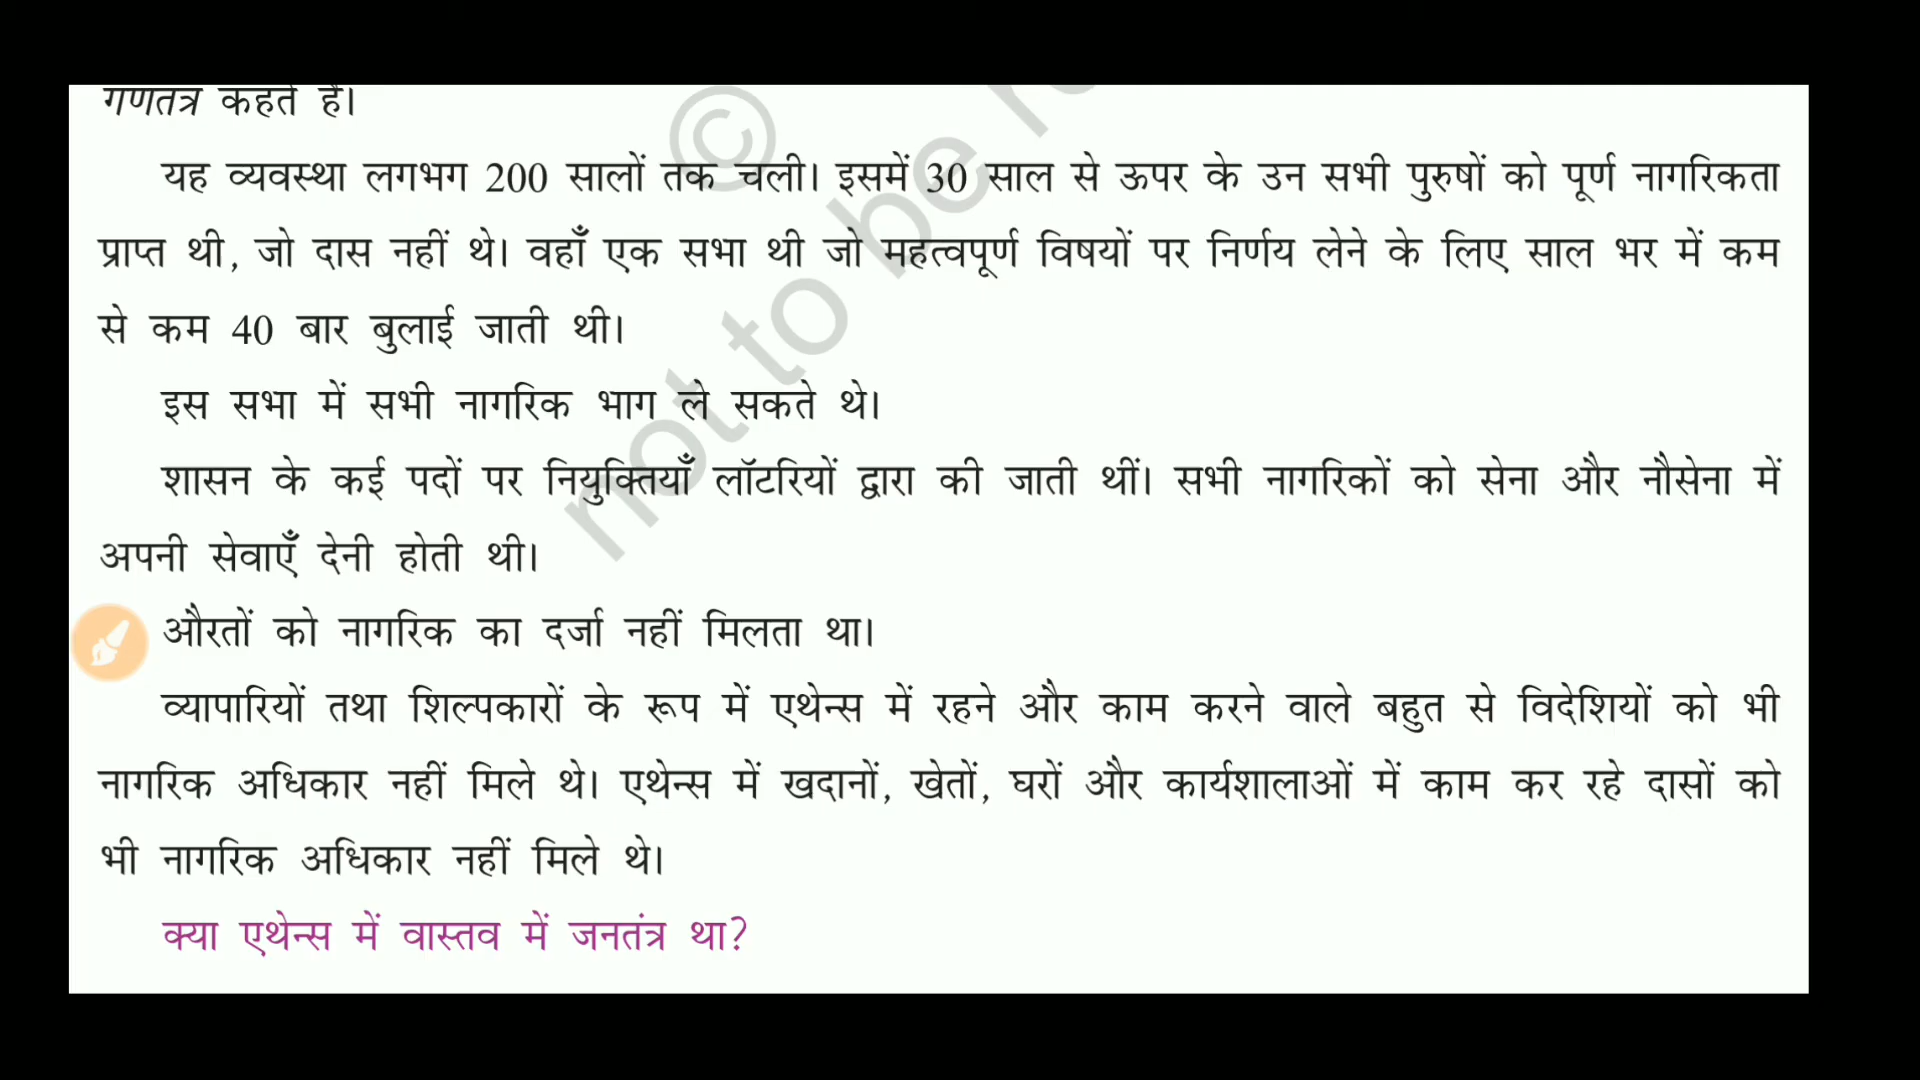 गणतंत्र कहते हैं।
यह व्यवस्था लगभग 200 सालों तक चली। इसमें 30 साल से ऊपर के उन सभी पुरुषों को पूर्ण नागरिकता
प्राप्त थी, जो दास नहीं थे। वहाँ एक सभा थी जो महत्वपूर्ण विषयों पर निर्णय लेने के लिए साल भर में कम
से कम 40 बार बुलाई जाती थी।
इस सभा में सभी नागरिक भाग ले सकते थे।
शासन के कई पदों पर नियुक्तियाँ लॉटरियों द्वारा की जाती थीं। सभी नागरिकों को सेना और नौसेना में
अपनी सेवाएँ देनी होती थी।
औरतों को नागरिक का दर्जा नहीं मिलता था।
व्यापारियों तथा शिल्पकारों के रूप में एथेन्स में रहने और काम करने वाले बहुत से विदेशियों को भी
नागरिक अधिकार नहीं मिले थे। एथेन्स में खदानों, खेतों, घरों और कार्यशालाओं में काम कर रहे दासों को
भी नागरिक अधिकार नहीं मिले थे।
क्या एथेन्स में वास्तव में जनतंत्र था?
©
not to be